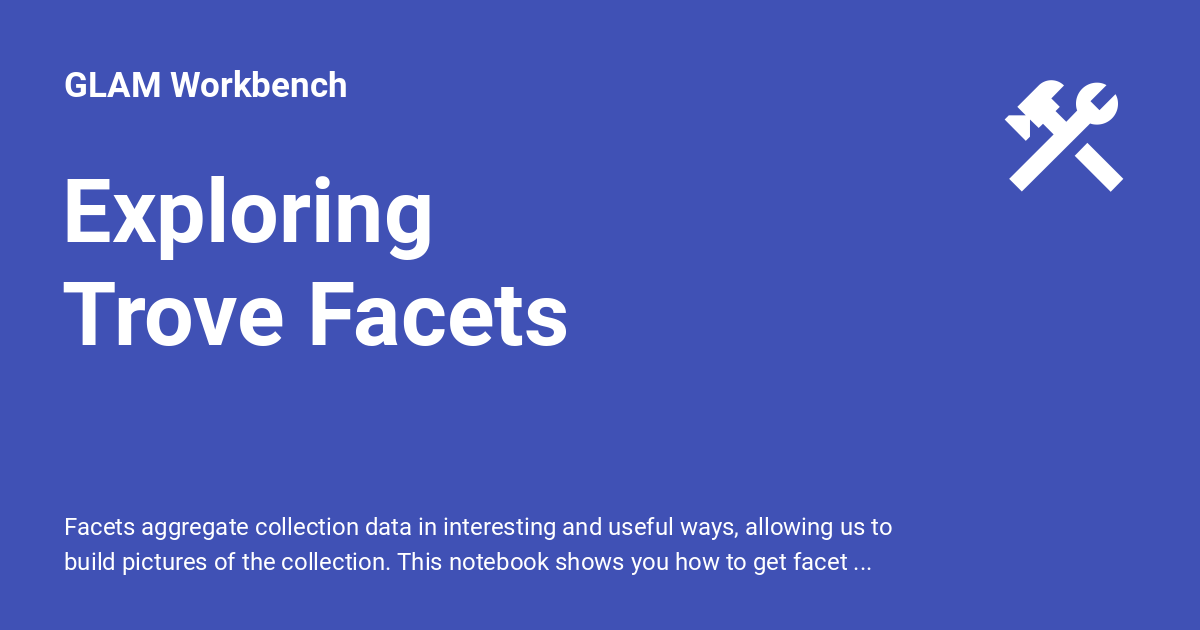 GLAM Workbench
Exploring
Trove Facets
Facets aggregate collection data in interesting and useful ways, allowing us to
build pictures of the collection. This notebook shows you how to get facet ...